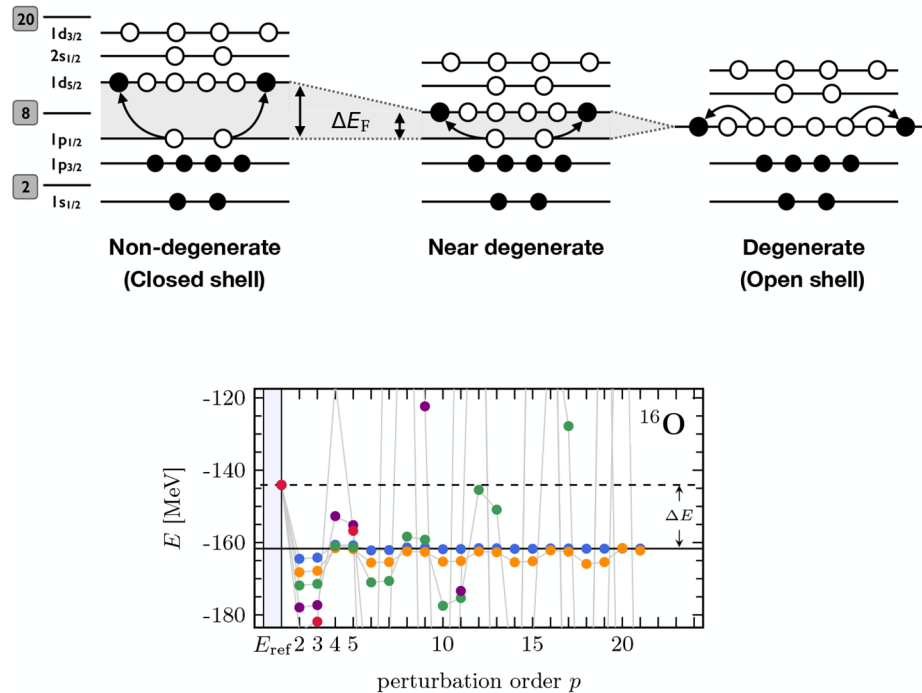 20
1d3/2
2s1/2
1d5/2
8
1p1/2
1p3/2
2
1s1/2
ΔE_F
Non-degenerate
(Closed shell)
Near degenerate
Degenerate
(Open shell)
-120
-140
-160
-180
E [MeV]
¹⁶O
ΔE
E_ref 2 3 4 5 10 15 20
perturbation order p